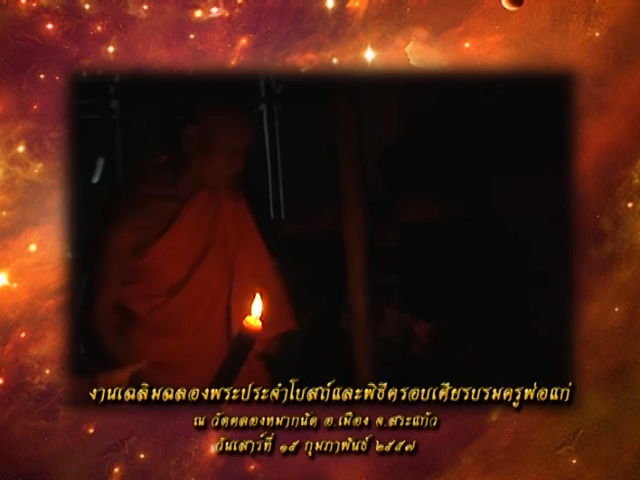 งานเฉลิมฉลองพระประจำโบสถ์และพิธีครอบเศียรบรมครูพ่อแก่
ณ วัดคลองหมากนัด อ.เมือง จ.สระแก้ว
วันเสาร์ที่ ๑๕ กุมภาพันธ์ ๒๕๕๗